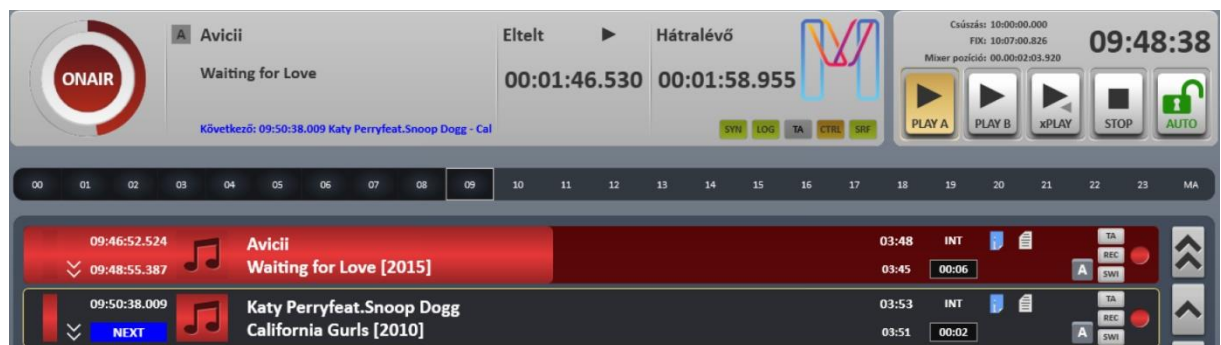 ONAIR
A Avicii
Waiting for Love
Következő: 09:50:38.009 Katy Perryfeat.Snoop Dogg - Cal
Eltelt
00:01:46.530
Hátralévő
00:01:58.955
SYN LOG TA CTRL SRF
Csúszás: 10:00:00.000
FIX: 10:07:00.826
Mixer pozíció: 00.00:02:03.920
09:48:38
PLAY A PLAY B xPLAY STOP AUTO
00 01 02 03 04 05 06 07 08 09 10 11 12 13 14 15 16 17 18 19 20 21 22 23 MA
09:46:52.524 Avicii 03:48 INT TA
REC
09:48:55.387 Waiting for Love [2015] 03:45 00:06 A SWI
09:50:38.009 Katy Perryfeat.Snoop Dogg 03:53 INT TA
REC
NEXT California Gurls [2010] 03:51 00:02 A SWI